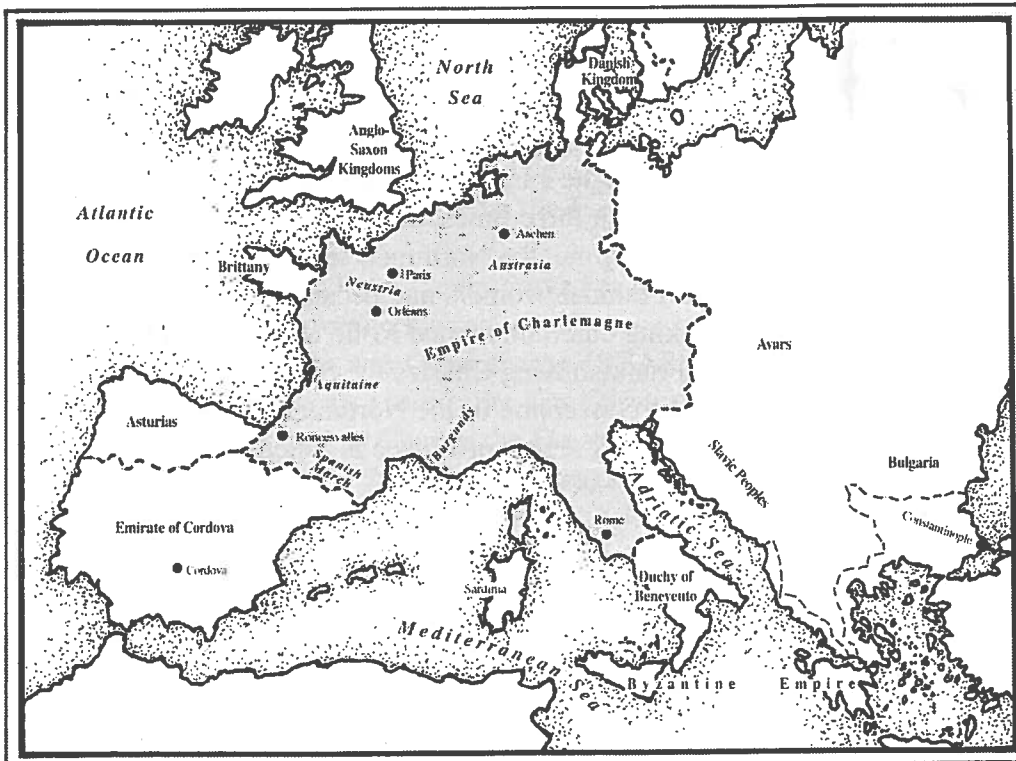 North
Sea
Danish
Kingdom
Anglo-
Saxon
Kingdoms
Atlantic
Ocean
Brittany
Aachen
Austrasia
Paris
Neustria
Orléans
Empire of Charlemagne
Avars
Aquitaine
Asturias
Roncesvalles
Burgundy
Spanish
March
Slavic Peoples
Bulgaria
Emirate of Cordova
Adriatic Sea
Constantinople
Rome
Cordova
Sardinia
Duchy of
Benevento
Mediterranean Sea
Byzantine Empire